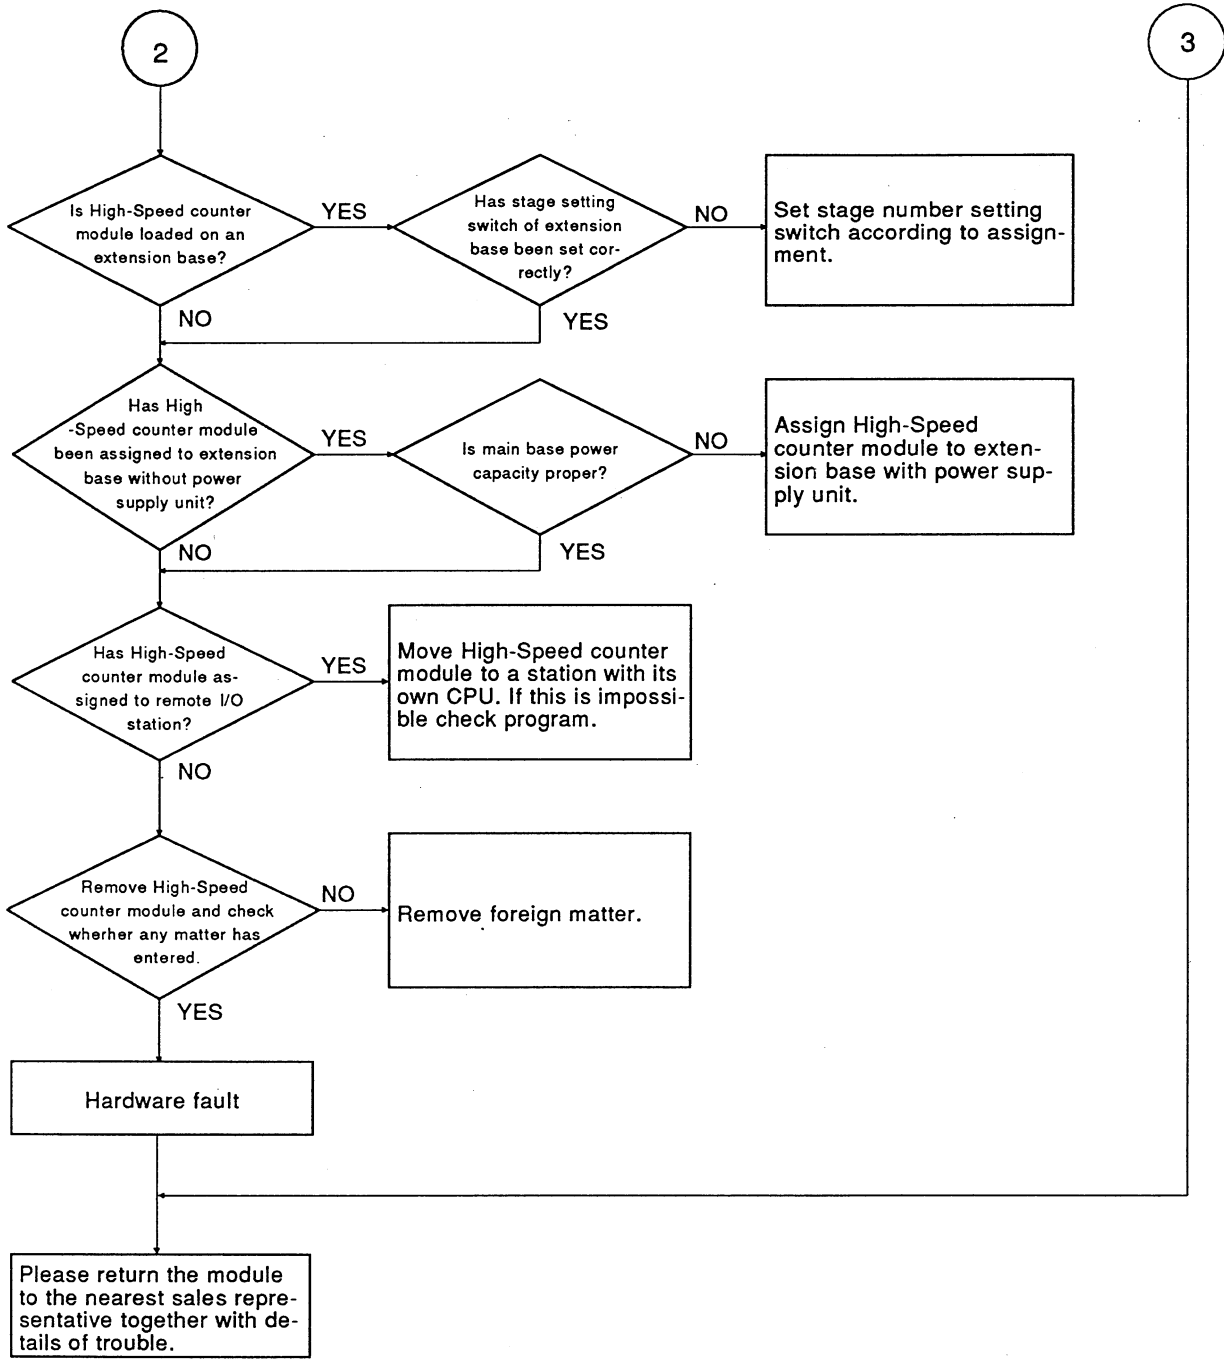 2
3
Is High-Speed counter
module loaded on an
extension base?
YES
Has stage setting
switch of extension
base been set cor-
rectly?
NO
Set stage number setting
switch according to assign-
ment.
NO
YES
Has High
-Speed counter module
been assigned to extension
base without power
supply unit?
YES
Is main base power
capacity proper?
NO
Assign High-Speed
counter module to exten-
sion base with power sup-
ply unit.
NO
YES
Has High-Speed
counter module as-
signed to remote I/O
station?
YES
Move High-Speed counter
module to a station with its
own CPU. If this is impossi-
ble check program.
NO
Remove High-Speed
counter module and check
wherher any matter has
entered.
NO
Remove foreign matter.
YES
Hardware fault
Please return the module
to the nearest sales repre-
sentative together with de-
tails of trouble.